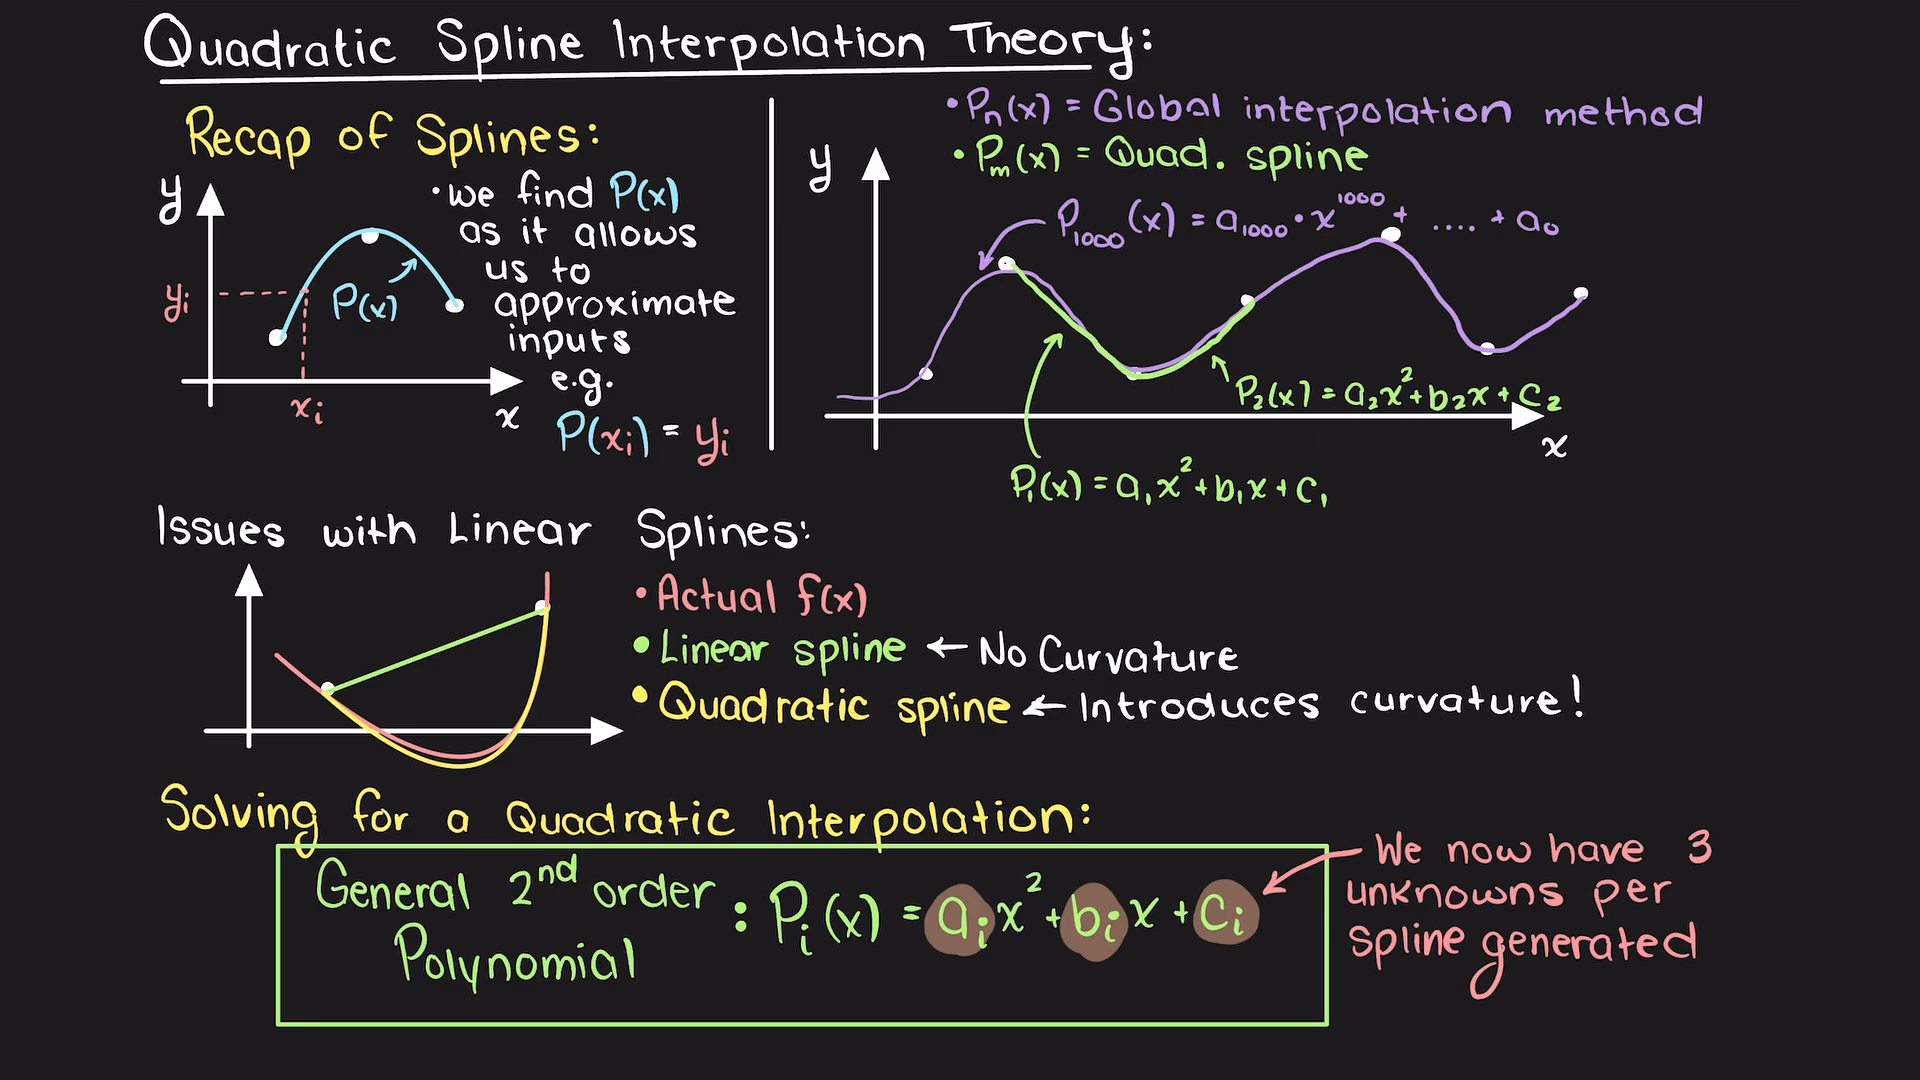 Quadratic Spline Interpolation Theory:
Recap of Splines:
y
• we find P(x)
as it allows
us to
approximate
inputs
e.g.
P(xᵢ) = yᵢ
P(x)
yᵢ
xᵢ
x
• Pₙ(x) = Global interpolation method
• Pₘ(x) = Quad. spline
y
P₁₀₀₀(x) = a₁₀₀₀ • x¹⁰⁰⁰ + .... + a₀
P₂(x) = a₂x² + b₂x + c₂
x
P₁(x) = a₁x² + b₁x + c₁
Issues with Linear Splines:
• Actual f(x)
• Linear spline ← No Curvature
• Quadratic spline ← Introduces curvature!
Solving for a Quadratic Interpolation:
General 2ⁿᵈ order
Polynomial
: Pᵢ(x) = aᵢx² + bᵢx + cᵢ
We now have 3
unknowns per
spline generated